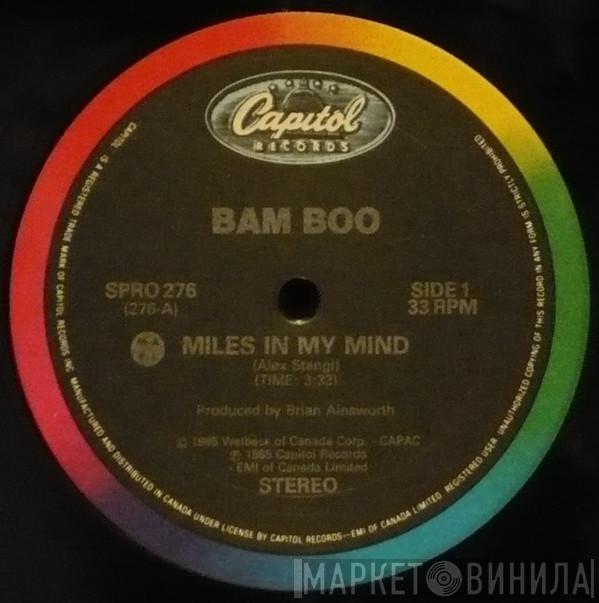 Capitol
RECORDS
BAM BOO
SPRO 276
(276-A)
SIDE 1
33 RPM
MILES IN MY MIND
(Alex Stangl)
(TIME: 3:33)
Produced by Brian Ainsworth
© 1985 Welbeck of Canada Corp. - CAPAC
℗ 1985 Capitol Records
- EMI of Canada Limited
STEREO
CAPITOL IS A REGISTERED TRADE MARK OF CAPITOL RECORDS INC. MANUFACTURED AND DISTRIBUTED IN CANADA UNDER LICENSE BY CAPITOL RECORDS—EMI OF CANADA LIMITED REGISTERED USER UNAUTHORIZED COPYING OF THIS RECORD IN ANY FORM IS STRICTLY PROHIBITED
МАРКЕТ ВИНИЛА